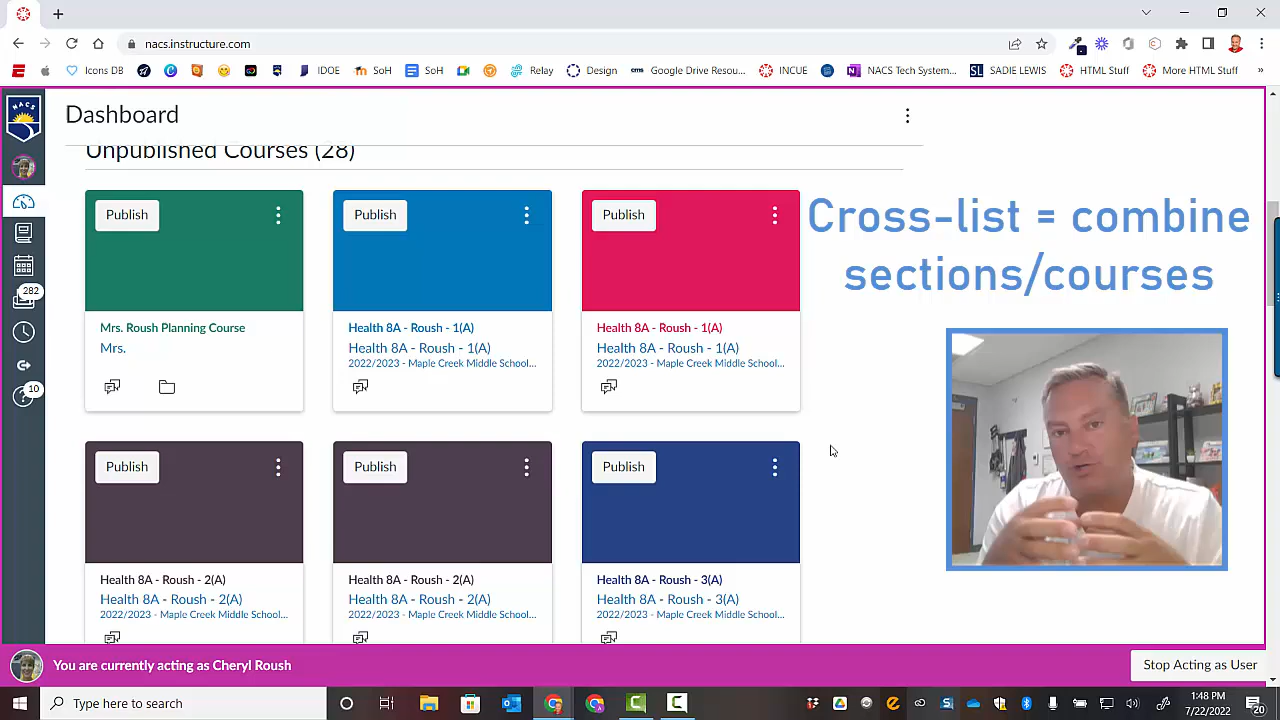 nacs.instructure.com
Icons DB
IDOE
SoH
SoH
Relay
Design
cms
Google Drive Resou...
INCUE
NACS Tech System...
SL
SADIE LEWIS
HTML Stuff
More HTML Stuff
NACS
Dashboard
Unpublished Courses (28)
Publish
Publish
Publish
Cross-list = combine
sections/courses
282
10
Mrs. Roush Planning Course
Mrs.
Health 8A - Roush - 1(A)
Health 8A - Roush - 1(A)
2022/2023 - Maple Creek Middle School...
Health 8A - Roush - 1(A)
Health 8A - Roush - 1(A)
2022/2023 - Maple Creek Middle School...
Publish
Publish
Publish
Health 8A - Roush - 2(A)
Health 8A - Roush - 2(A)
2022/2023 - Maple Creek Middle School...
Health 8A - Roush - 2(A)
Health 8A - Roush - 2(A)
2022/2023 - Maple Creek Middle School...
Health 8A - Roush - 3(A)
Health 8A - Roush - 3(A)
2022/2023 - Maple Creek Middle School...
You are currently acting as Cheryl Roush
Stop Acting as User
Type here to search
1:48 PM
7/22/2022
20